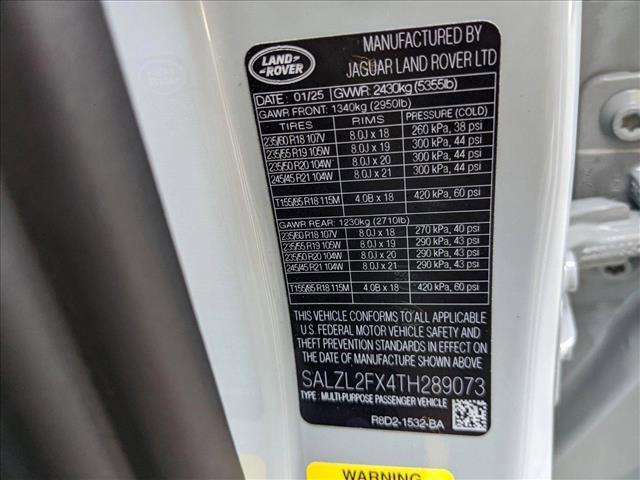 LAND
ROVER
MANUFACTURED BY
JAGUAR LAND ROVER LTD
DATE : 01/25 GVWR: 2430kg (5355lb)
GAWR FRONT: 1340kg (2950lb)
TIRES RIMS PRESSURE (COLD)
235/60 R18 107V 8.0J x 18 260 kPa, 38 psi
235/55 R19 105W 8.0J x 19 300 kPa, 44 psi
235/50 R20 104W 8.0J x 20 300 kPa, 44 psi
245/45 R21 104W 8.0J x 21 300 kPa, 44 psi
T155/85 R18 115M 4.0B x 18 420 kPa, 60 psi
GAWR REAR: 1230kg (2710lb)
235/60 R18 107V 8.0J x 18 270 kPa, 40 psi
235/55 R19 105W 8.0J x 19 290 kPa, 43 psi
235/50 R20 104W 8.0J x 20 290 kPa, 43 psi
245/45 R21 104W 8.0J x 21 290 kPa, 43 psi
T155/85 R18 115M 4.0B x 18 420 kPa, 60 psi
THIS VEHICLE CONFORMS TO ALL APPLICABLE
U.S. FEDERAL MOTOR VEHICLE SAFETY AND
THEFT PREVENTION STANDARDS IN EFFECT ON
THE DATE OF MANUFACTURE SHOWN ABOVE
SALZL2FX4TH289073
TYPE : MULTI-PURPOSE PASSENGER VEHICLE
R8D2-1532-BA
WARNING